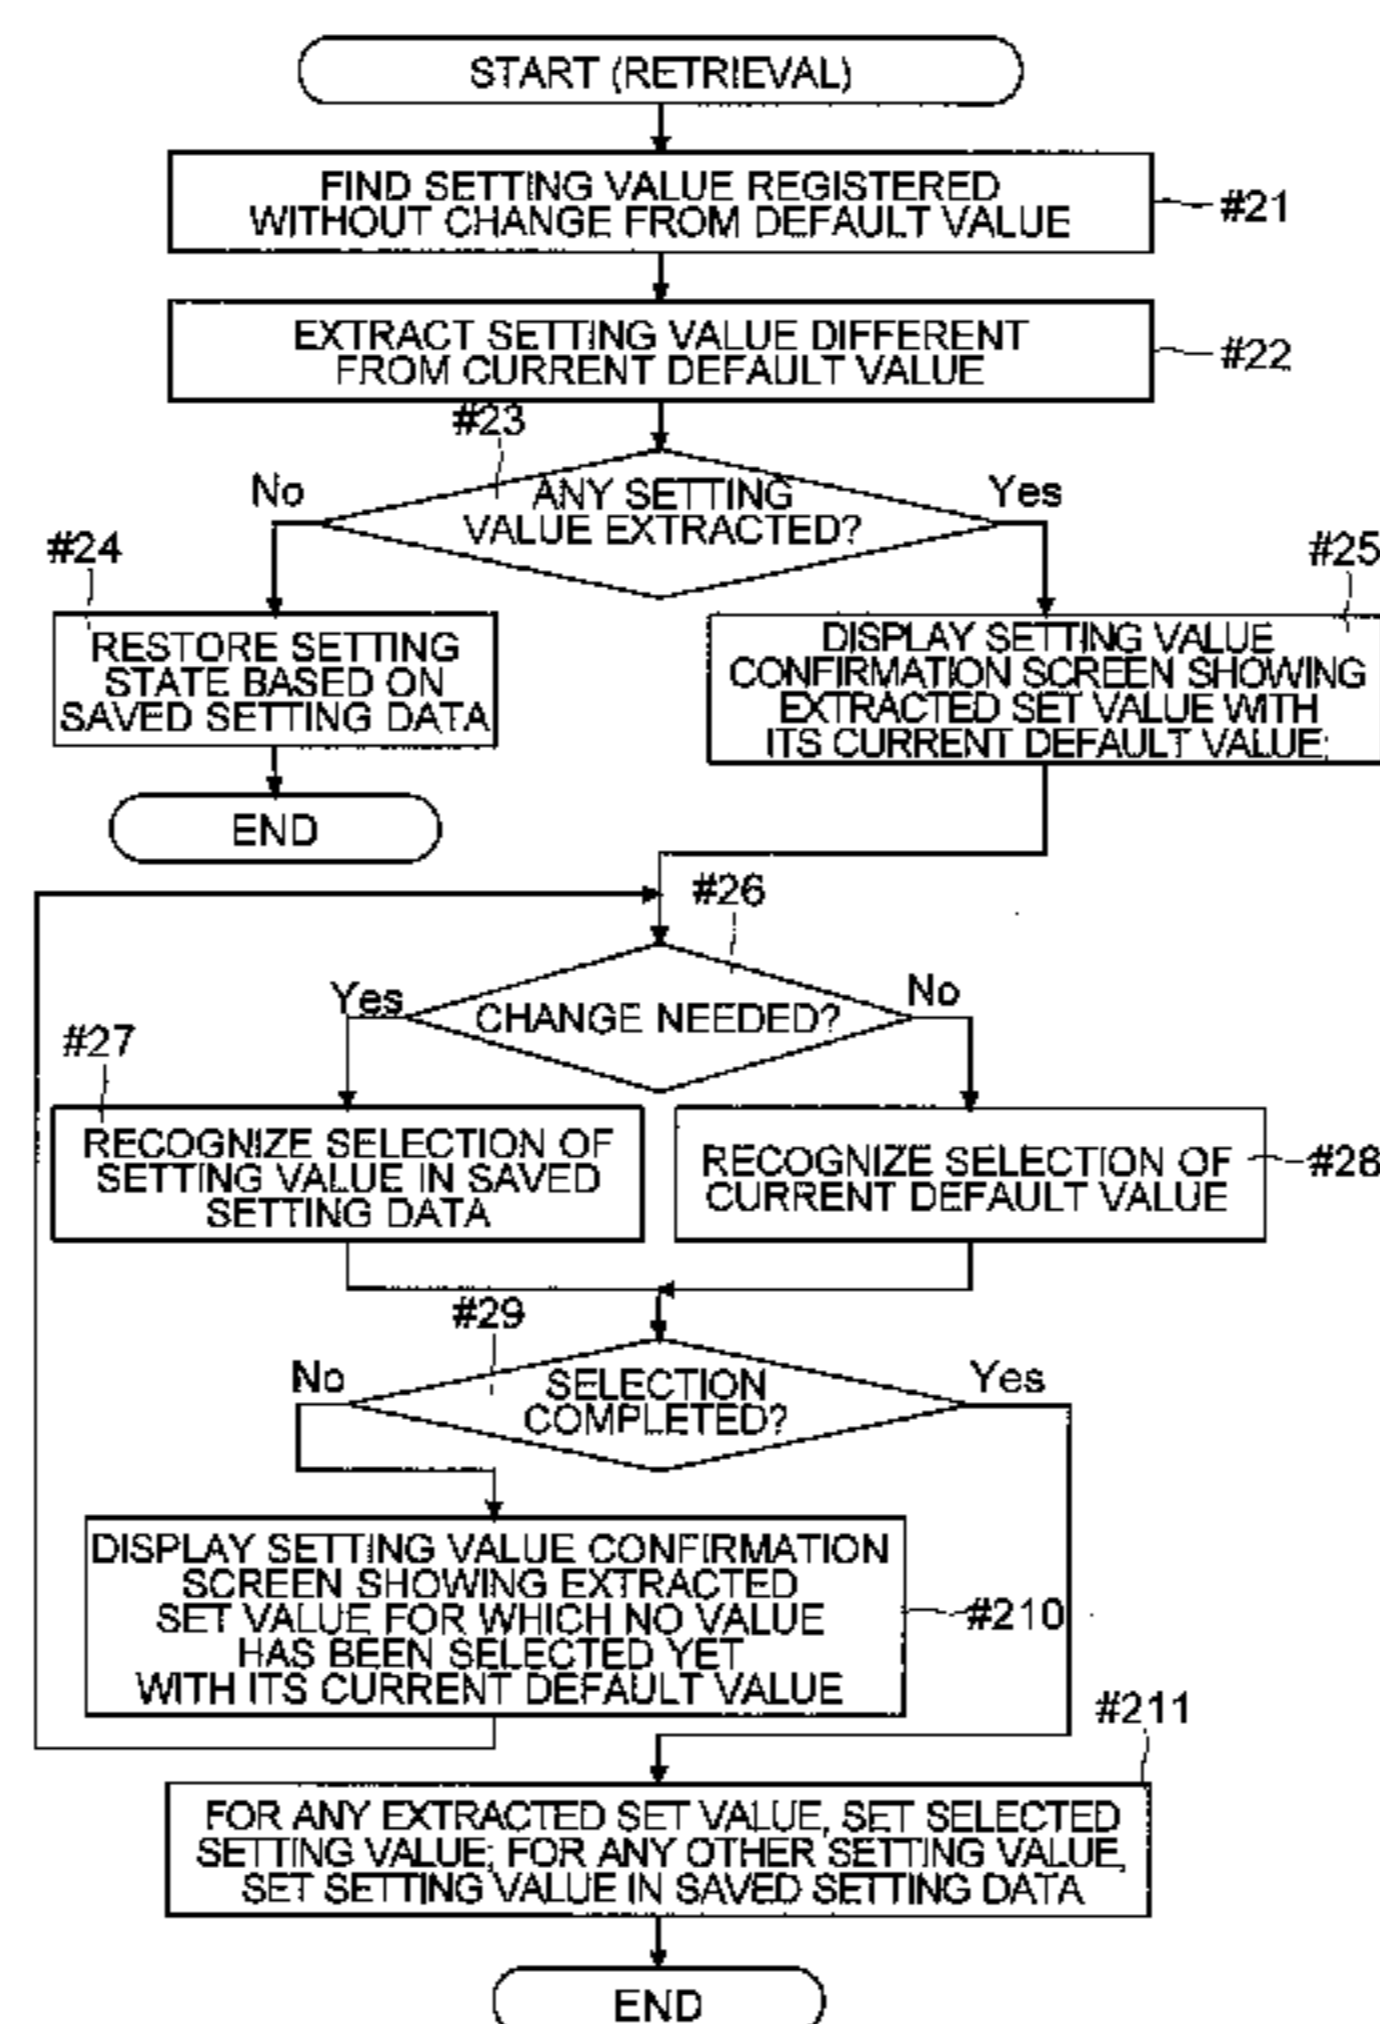 START (RETRIEVAL)
FIND SETTING VALUE REGISTERED
WITHOUT CHANGE FROM DEFAULT VALUE
#21
EXTRACT SETTING VALUE DIFFERENT
FROM CURRENT DEFAULT VALUE
#22
#23
No
ANY SETTING
VALUE EXTRACTED?
Yes
#24
RESTORE SETTING
STATE BASED ON
SAVED SETTING DATA
END
#25
DISPLAY SETTING VALUE
CONFIRMATION SCREEN SHOWING
EXTRACTED SET VALUE WITH
ITS CURRENT DEFAULT VALUE;
#26
Yes
CHANGE NEEDED?
No
#27
RECOGNIZE SELECTION OF
SETTING VALUE IN SAVED
SETTING DATA
RECOGNIZE SELECTION OF
CURRENT DEFAULT VALUE
#28
#29
No
SELECTION
COMPLETED?
Yes
DISPLAY SETTING VALUE CONFIRMATION
SCREEN SHOWING EXTRACTED
SET VALUE FOR WHICH NO VALUE
HAS BEEN SELECTED YET
WITH ITS CURRENT DEFAULT VALUE
#210
#211
FOR ANY EXTRACTED SET VALUE, SET SELECTED
SETTING VALUE; FOR ANY OTHER SETTING VALUE,
SET SETTING VALUE IN SAVED SETTING DATA
END